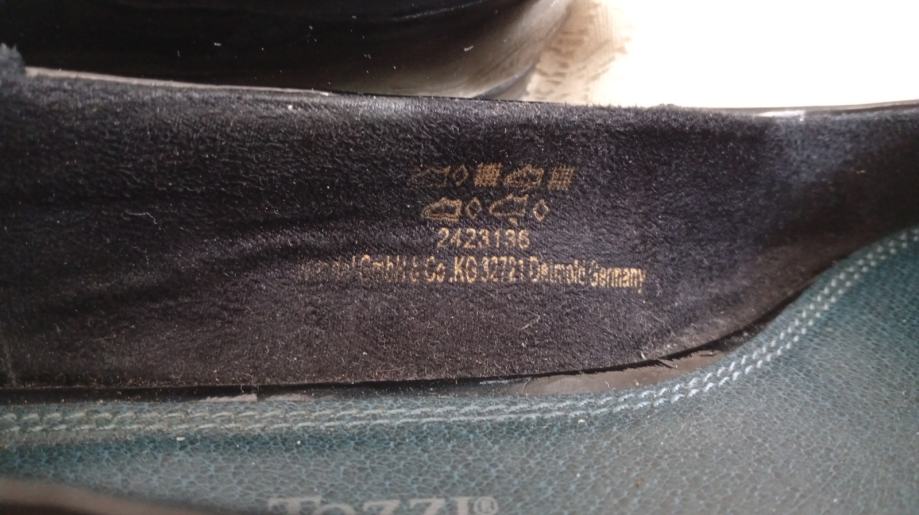 2423136
GmbH & Co.KG 32721 Detmold Germany
Tozzi®